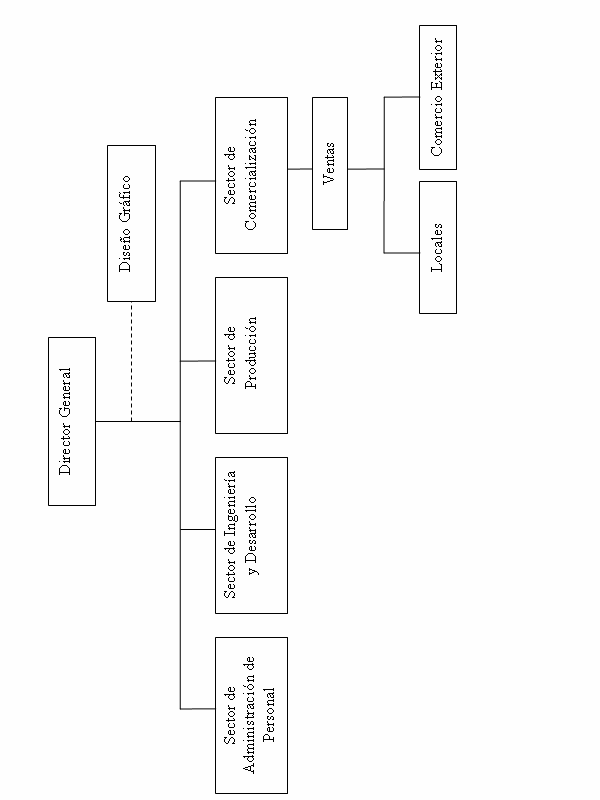 Director General
Diseño Gráfico
Sector de
Administración de
Personal
Sector de Ingeniería
y Desarrollo
Sector de
Producción
Sector de
Comercialización
Ventas
Locales
Comercio Exterior